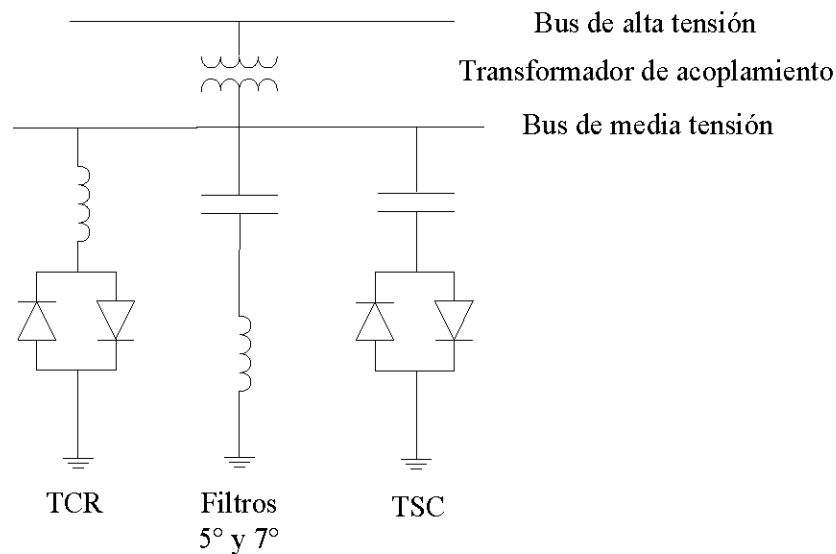 Bus de alta tensión
Transformador de acoplamiento
Bus de media tensión
TCR
Filtros
5° y 7°
TSC